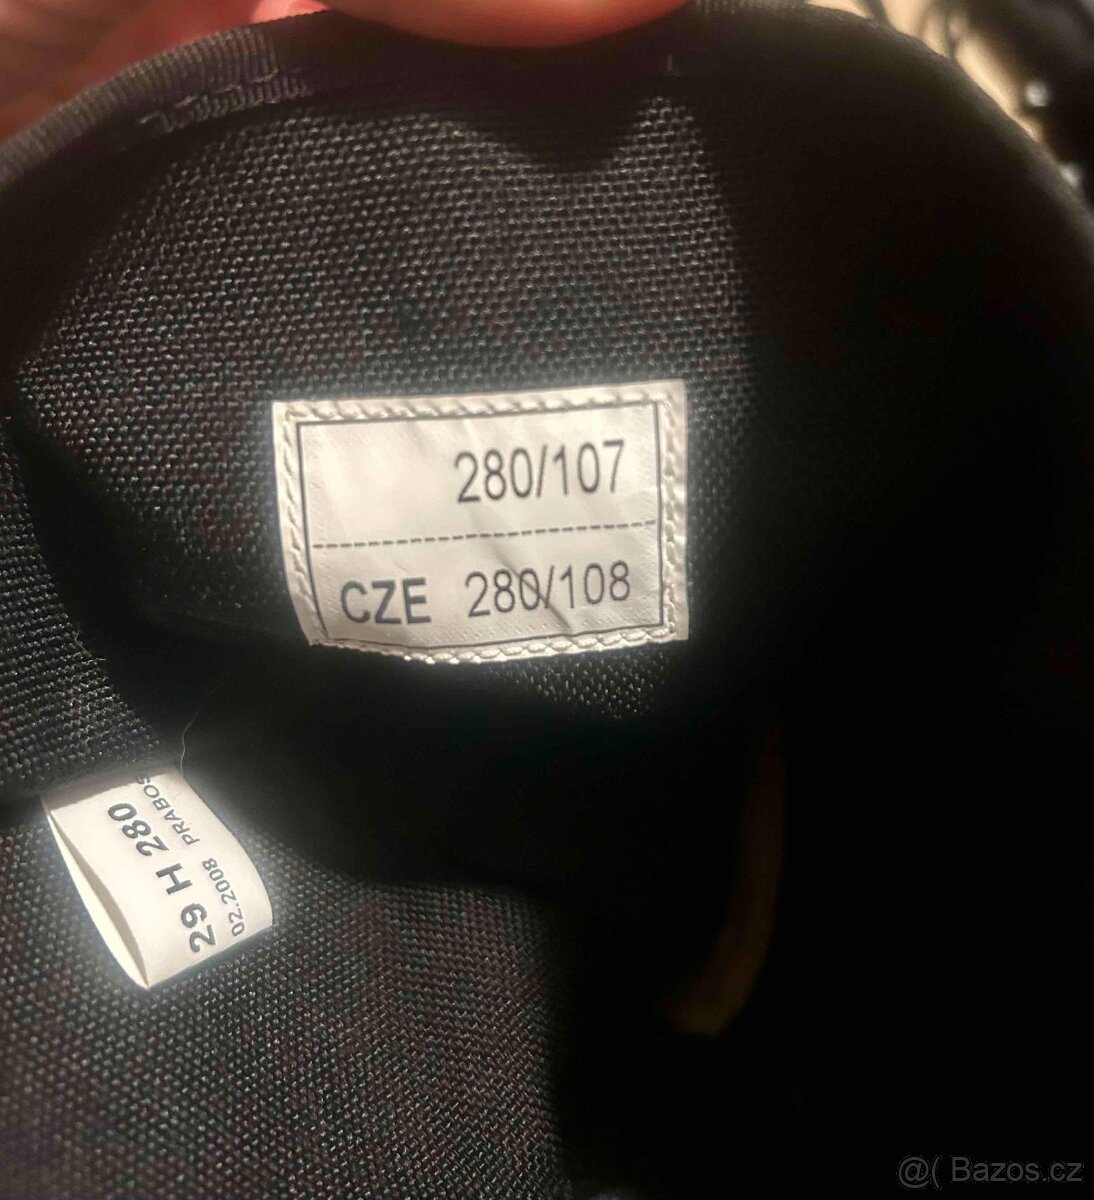 280/107
CZE 280/108
29 H 280
02.2008 PRABOS
@( Bazos.cz